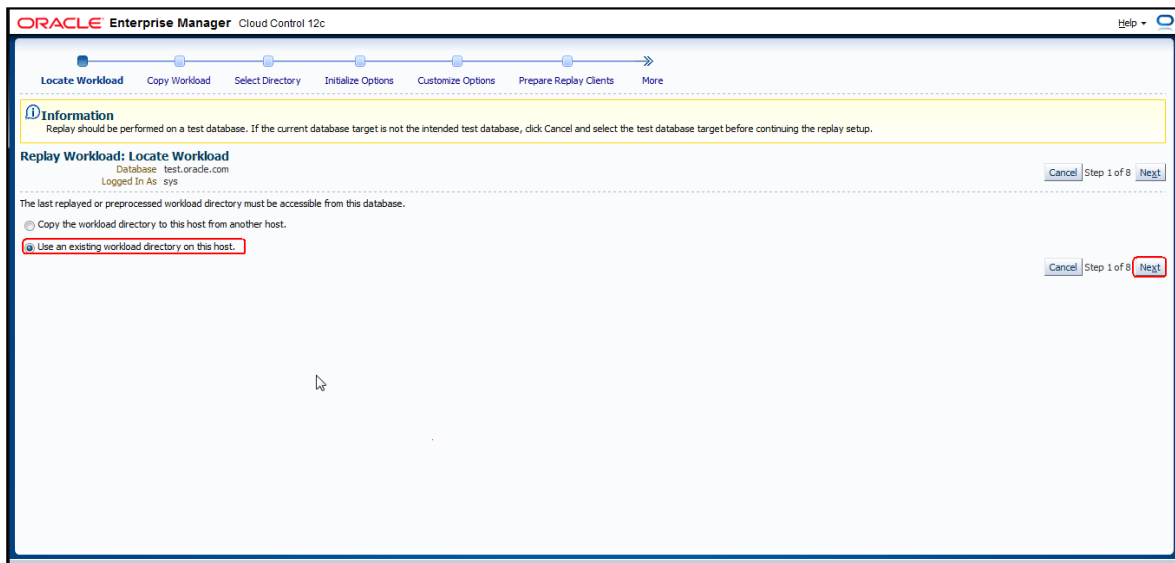 ORACLE Enterprise Manager Cloud Control 12c Help
Locate Workload Copy Workload Select Directory Initialize Options Customize Options Prepare Replay Clients More
Information
Replay should be performed on a test database. If the current database target is not the intended test database, click Cancel and select the test database target before continuing the replay setup.
Replay Workload: Locate Workload
Database test.oracle.com
Logged In As sys
Cancel Step 1 of 8 Next
The last replayed or preprocessed workload directory must be accessible from this database.
Copy the workload directory to this host from another host.
Use an existing workload directory on this host.
Cancel Step 1 of 8 Next